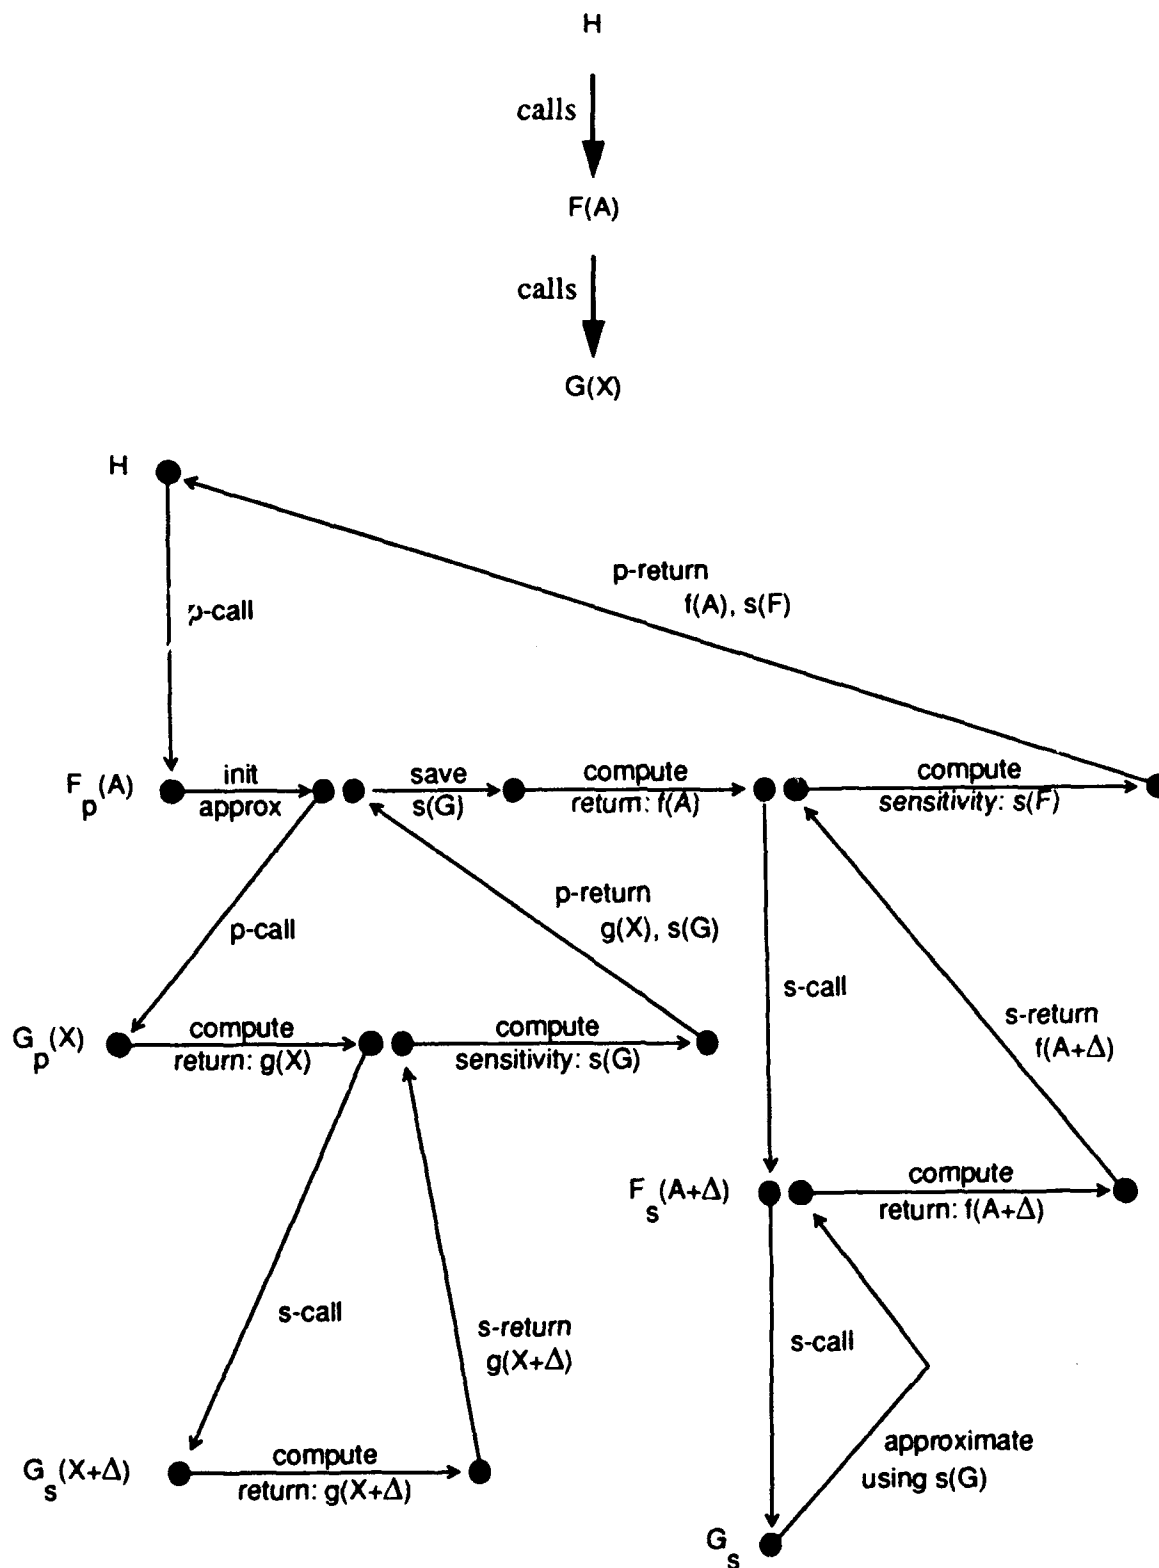 H
calls
F(A)
calls
G(X)
H
p-return
f(A), s(F)
p-call
F_p(A)
init
approx
save
s(G)
compute
return: f(A)
compute
sensitivity: s(F)
p-return
g(X), s(G)
p-call
s-call
s-return
f(A+Δ)
G_p(X)
compute
return: g(X)
compute
sensitivity: s(G)
F_s(A+Δ)
compute
return: f(A+Δ)
s-call
s-return
g(X+Δ)
s-call
approximate
using s(G)
G_s(X+Δ)
compute
return: g(X+Δ)
G_s